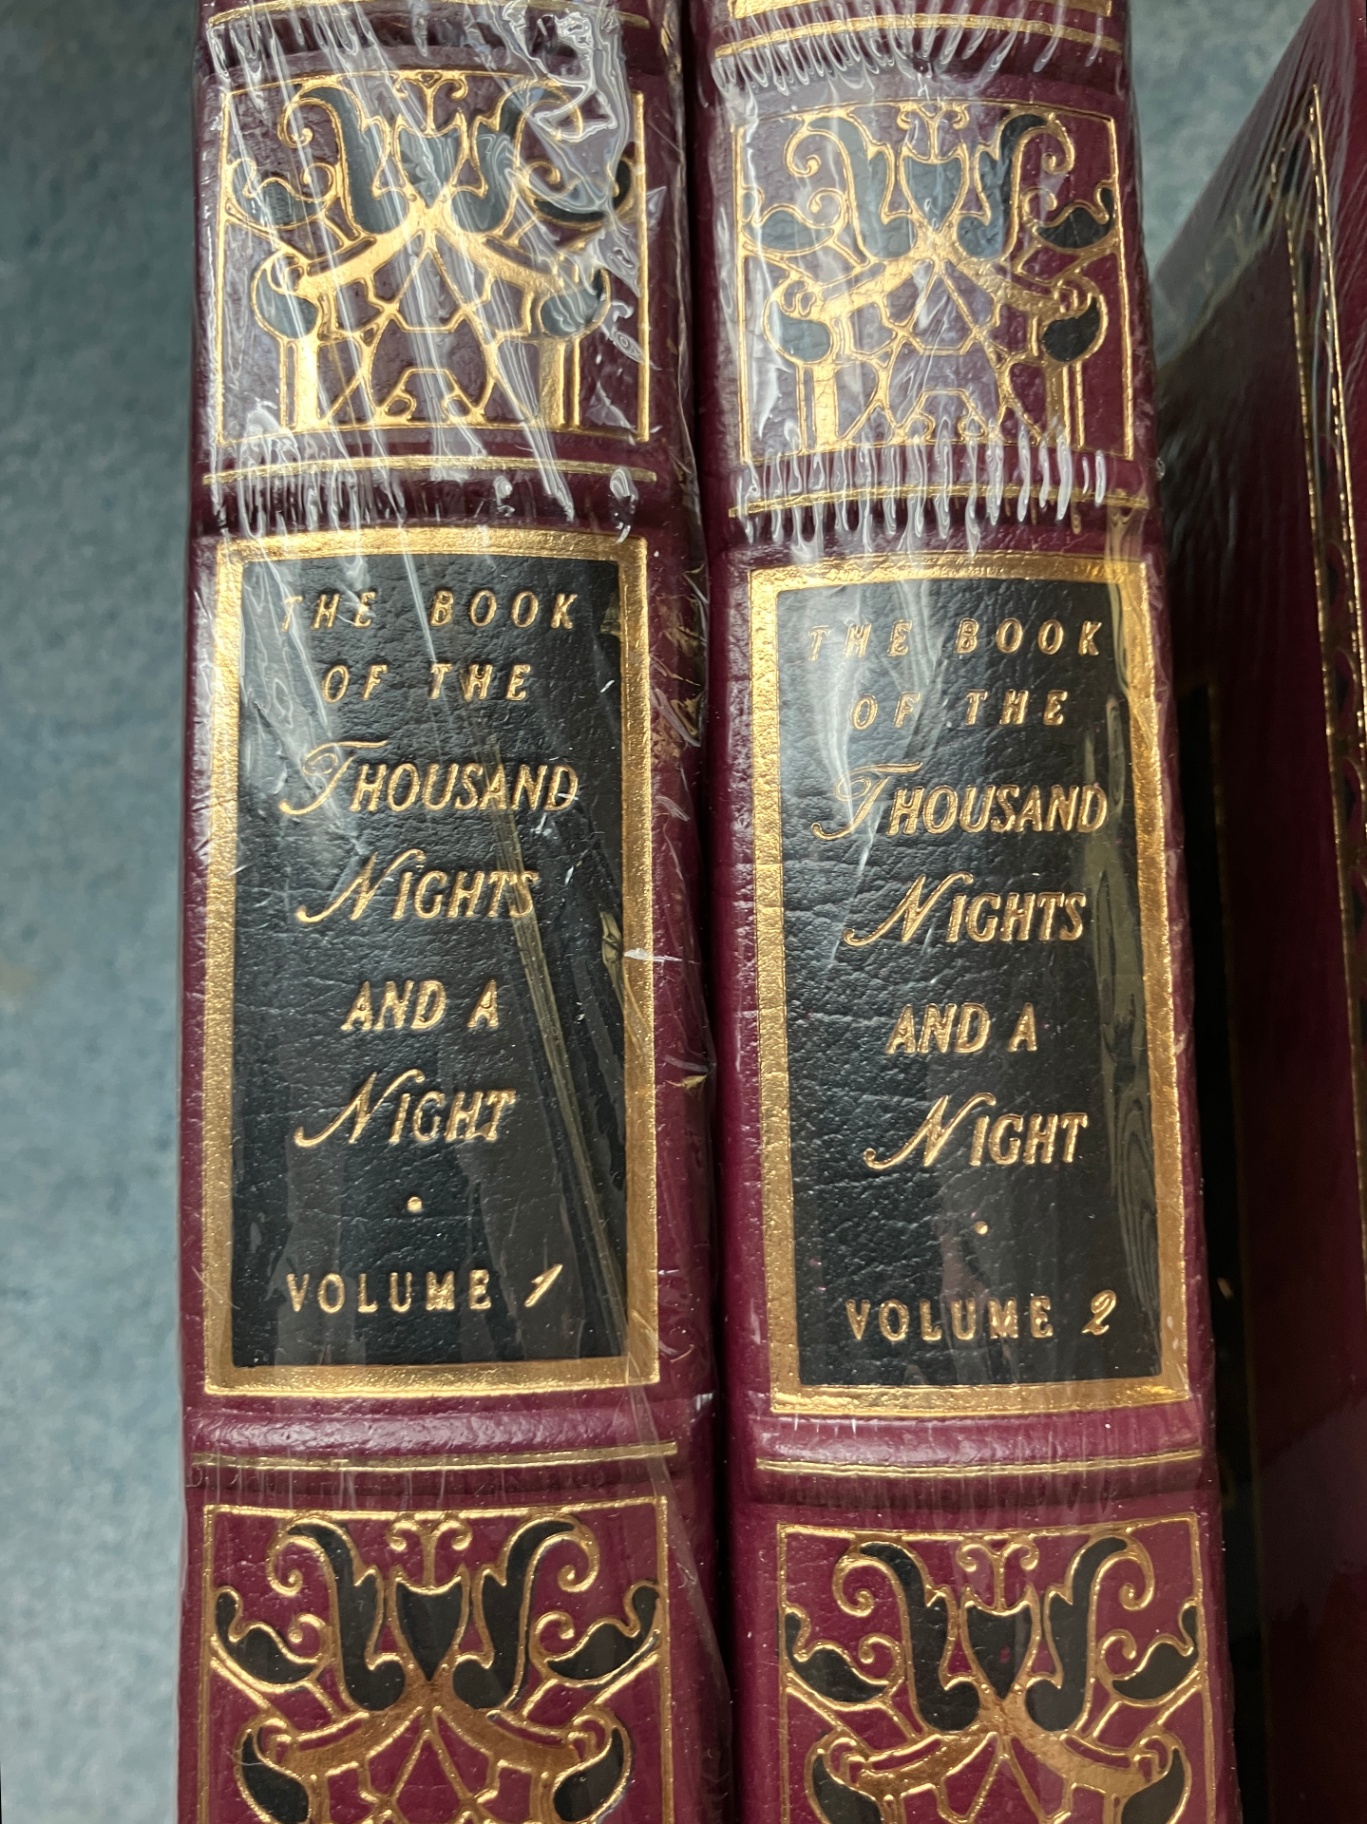 THE BOOK
OF THE
THOUSAND
NIGHTS
AND A
NIGHT
VOLUME 1
THE BOOK
OF THE
THOUSAND
NIGHTS
AND A
NIGHT
VOLUME 2